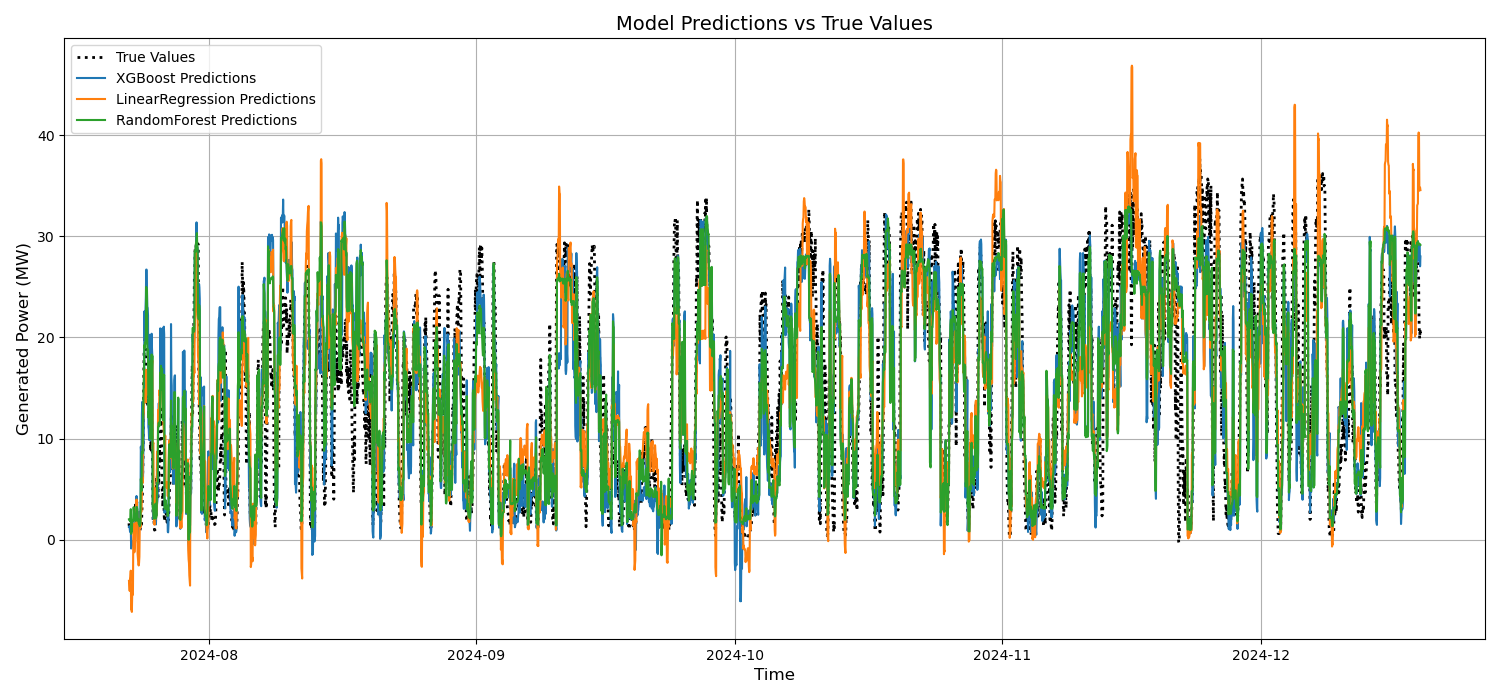 Model Predictions vs True Values
True Values
XGBoost Predictions
LinearRegression Predictions
RandomForest Predictions
Generated Power (MW)
40
30
20
10
0
2024-08
2024-09
2024-10
2024-11
2024-12
Time